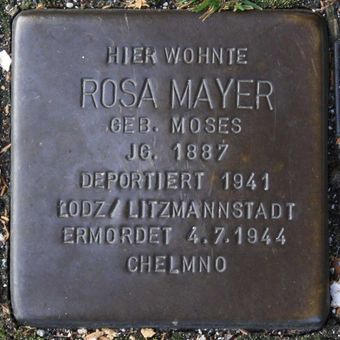 HIER WOHNTE
ROSA MAYER
GEB. MOSES
JG. 1887
DEPORTIERT 1941
ŁODZ/LITZMANNSTADT
ERMORDET 4.7.1944
CHELMNO